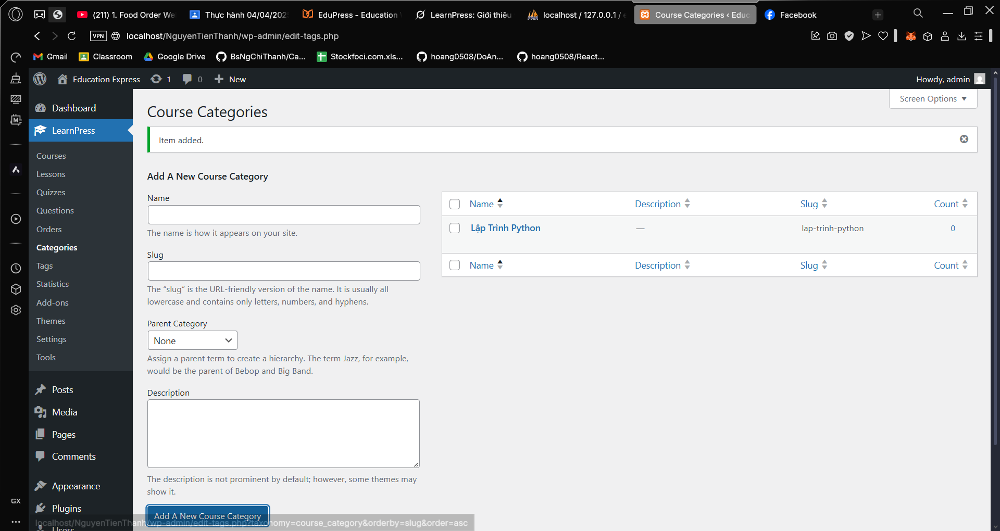 (211) 1. Food Order We
Thực hành 04/04/202
EduPress - Education
LearnPress: Giới thiệu
localhost / 127.0.0.1 /
Course Categories ‹ Educ
Facebook
VPN
localhost/NguyenTienThanh/wp-admin/edit-tags.php
Gmail
Classroom
Google Drive
BsNgChiThanh/Ca...
Stockfoci.com.xls...
hoang0508/DoAn...
hoang0508/React...
Education Express
1
0
New
Howdy, admin
Screen Options
Dashboard
LearnPress
Courses
Lessons
Quizzes
Questions
Orders
Categories
Tags
Statistics
Add-ons
Themes
Settings
Tools
Posts
Media
Pages
Comments
Appearance
Plugins
Users
GX
Course Categories
Item added.
Add A New Course Category
Name
The name is how it appears on your site.
Slug
The “slug” is the URL-friendly version of the name. It is usually all
lowercase and contains only letters, numbers, and hyphens.
Parent Category
None
Assign a parent term to create a hierarchy. The term Jazz, for example,
would be the parent of Bebop and Big Band.
Description
The description is not prominent by default; however, some themes may
show it.
Add A New Course Category
Name Description Slug Count
Lập Trình Python — lap-trinh-python 0
Name Description Slug Count
localhost/NguyenTienThanh/wp-admin/edit-tags.php?taxonomy=course_category&orderby=slug&order=asc